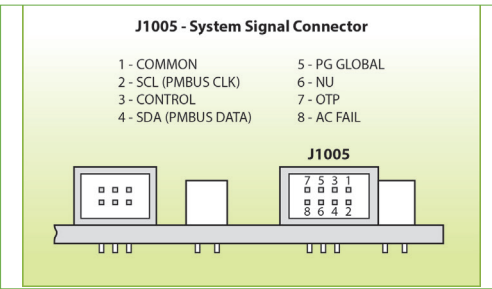 J1005 - System Signal Connector
1 - COMMON
2 - SCL (PMBUS CLK)
3 - CONTROL
4 - SDA (PMBUS DATA)
5 - PG GLOBAL
6 - NU
7 - OTP
8 - AC FAIL
J1005
7 5 3 1
8 6 4 2